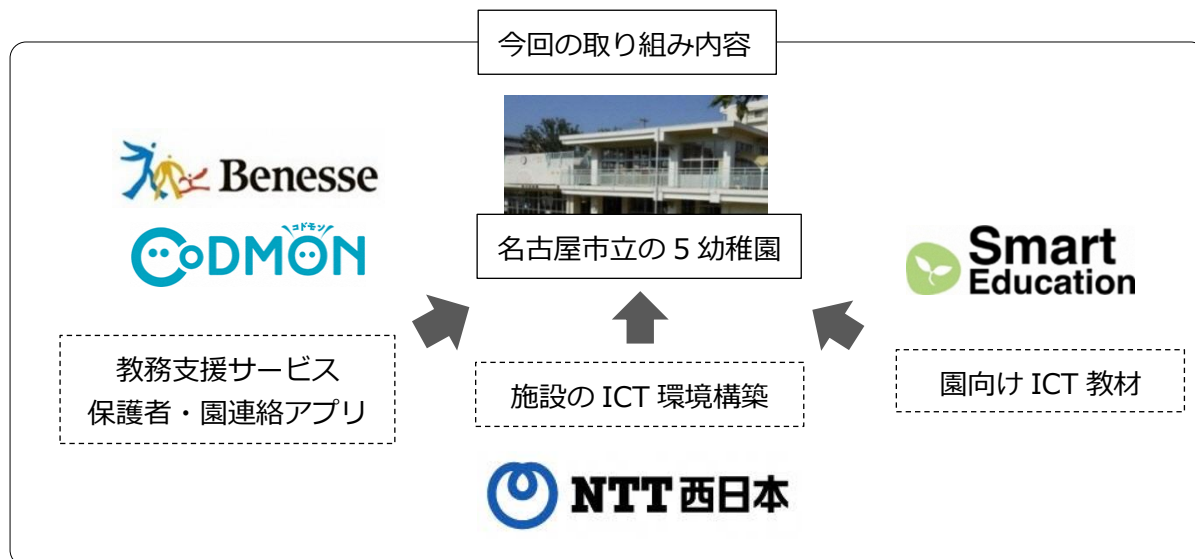 今回の取り組み内容
Benesse
コドモン
CoDMON
名古屋市立の5幼稚園
Smart
Education
教務支援サービス
保護者・園連絡アプリ
施設の ICT 環境構築
園向け ICT 教材
NTT 西日本